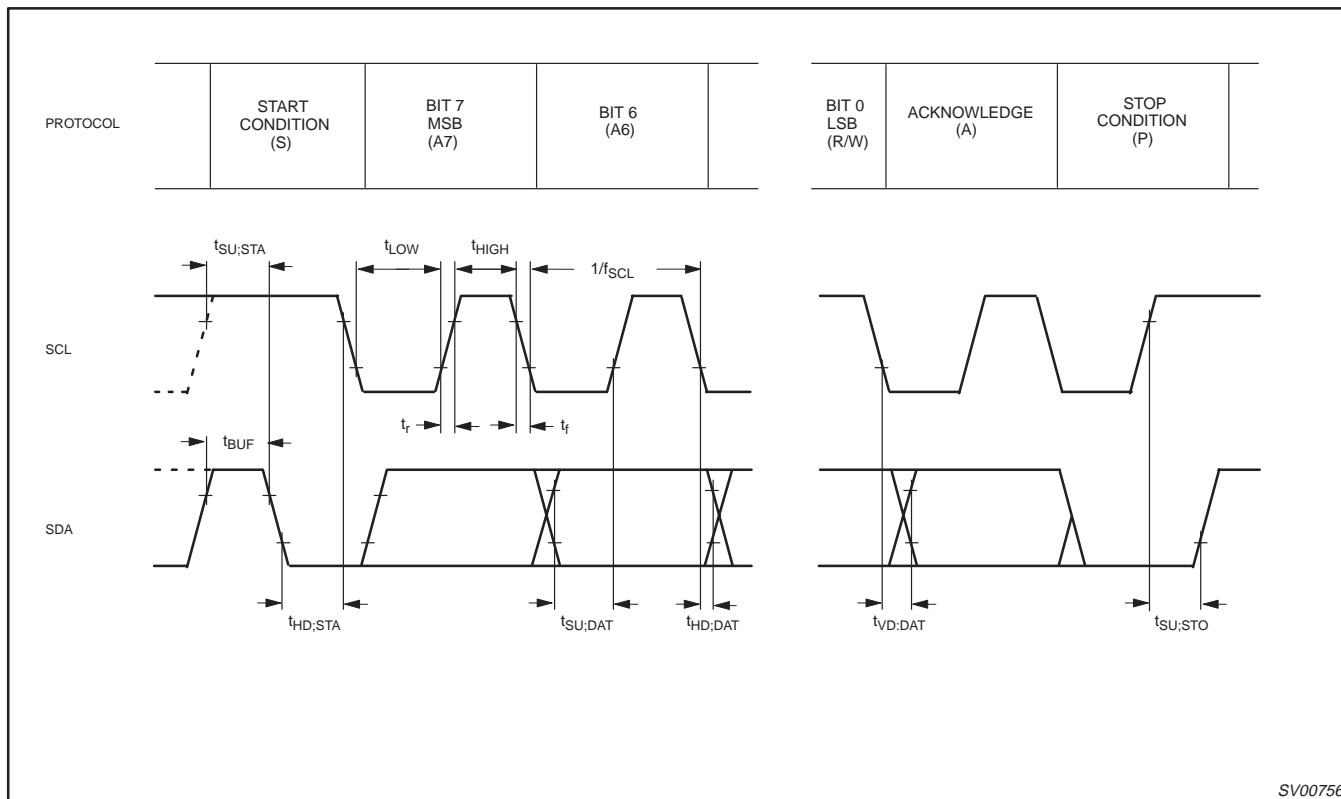 PROTOCOL
START
CONDITION
(S)
BIT 7
MSB
(A7)
BIT 6
(A6)
BIT 0
LSB
(R/W)
ACKNOWLEDGE
(A)
STOP
CONDITION
(P)
tSU;STA
tLOW
tHIGH
1/fSCL
SCL
tr
tf
tBUF
SDA
tHD;STA
tSU;DAT
tHD;DAT
tVD:DAT
tSU;STO
SV00756